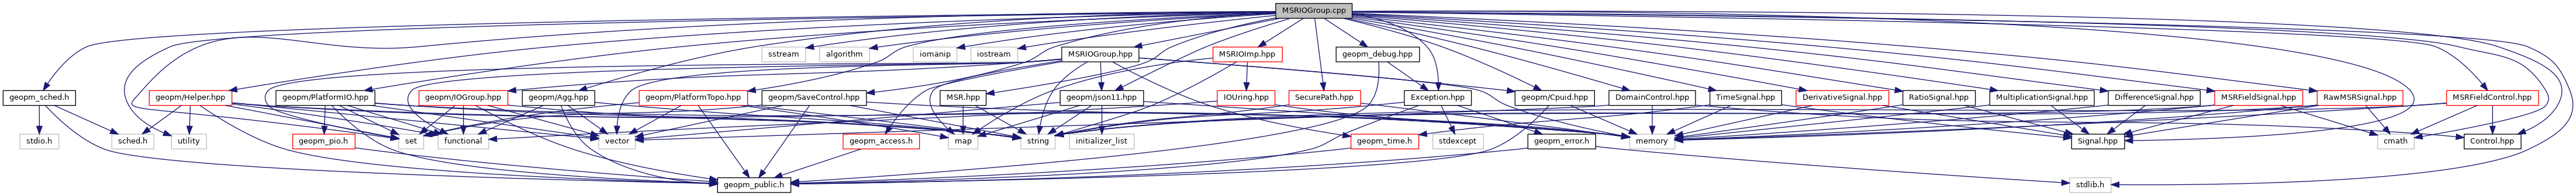 MSRIOGroup.cpp
sstream
algorithm
iomanip
iostream
MSRIOGroup.hpp
MSRIOImp.hpp
geopm_debug.hpp
geopm_sched.h
geopm/Helper.hpp
geopm/PlatformIO.hpp
geopm/IOGroup.hpp
geopm/Agg.hpp
geopm/PlatformTopo.hpp
geopm/SaveControl.hpp
MSR.hpp
geopm/json11.hpp
IOUring.hpp
SecurePath.hpp
Exception.hpp
geopm/Cpuid.hpp
DomainControl.hpp
TimeSignal.hpp
DerivativeSignal.hpp
RatioSignal.hpp
MultiplicationSignal.hpp
DifferenceSignal.hpp
MSRFieldSignal.hpp
RawMSRSignal.hpp
MSRFieldControl.hpp
stdio.h
sched.h
utility
geopm_pio.h
set
functional
vector
geopm_access.h
map
string
initializer_list
geopm_time.h
stdexcept
geopm_error.h
memory
Signal.hpp
cmath
Control.hpp
geopm_public.h
stdlib.h